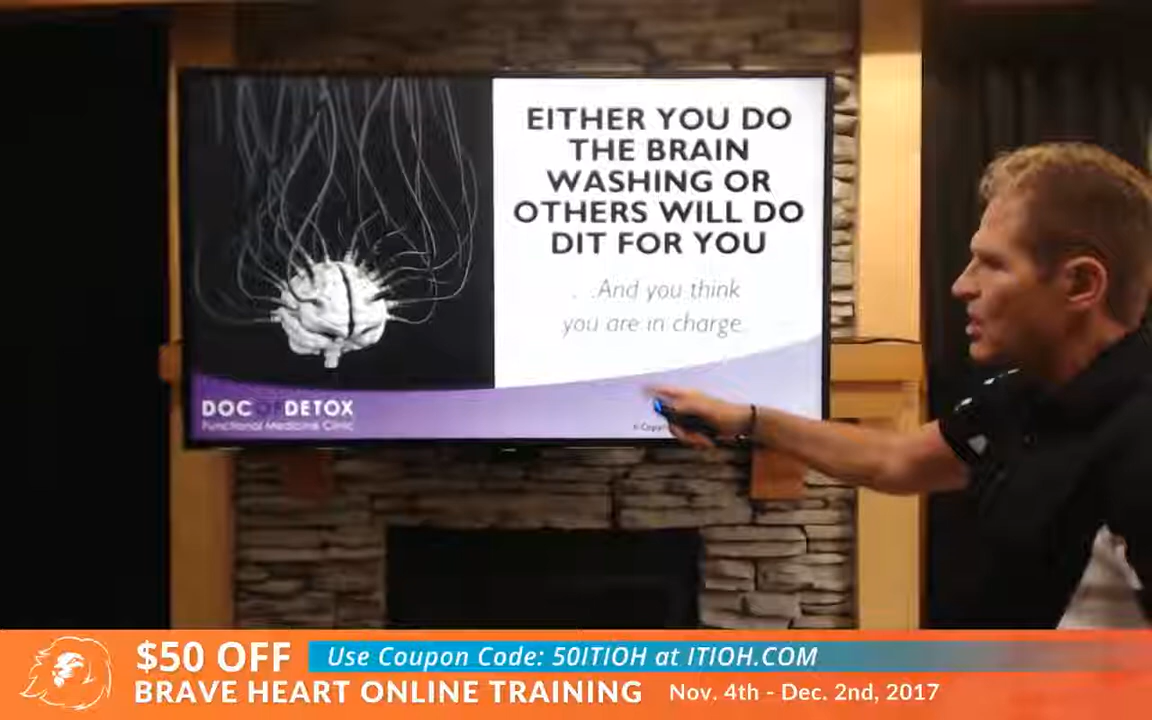 EITHER YOU DO
THE BRAIN
WASHING OR
OTHERS WILL DO
DIT FOR YOU
...And you think
you are in charge
DOC OF DETOX
Functional Medicine Clinic
$50 OFF
Use Coupon Code: 50ITIOH at ITIOH.COM
BRAVE HEART ONLINE TRAINING
Nov. 4th - Dec. 2nd, 2017